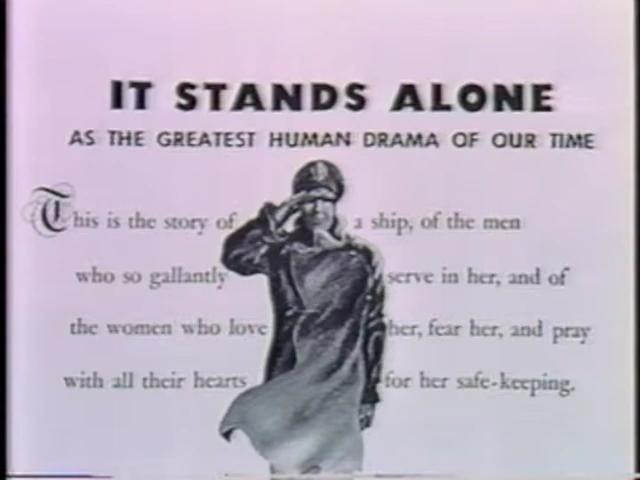 IT STANDS ALONE
AS THE GREATEST HUMAN DRAMA OF OUR TIME
This is the story of a ship, of the men
who so gallantly serve in her, and of
the women who love her, fear her, and pray
with all their hearts for her safe-keeping.